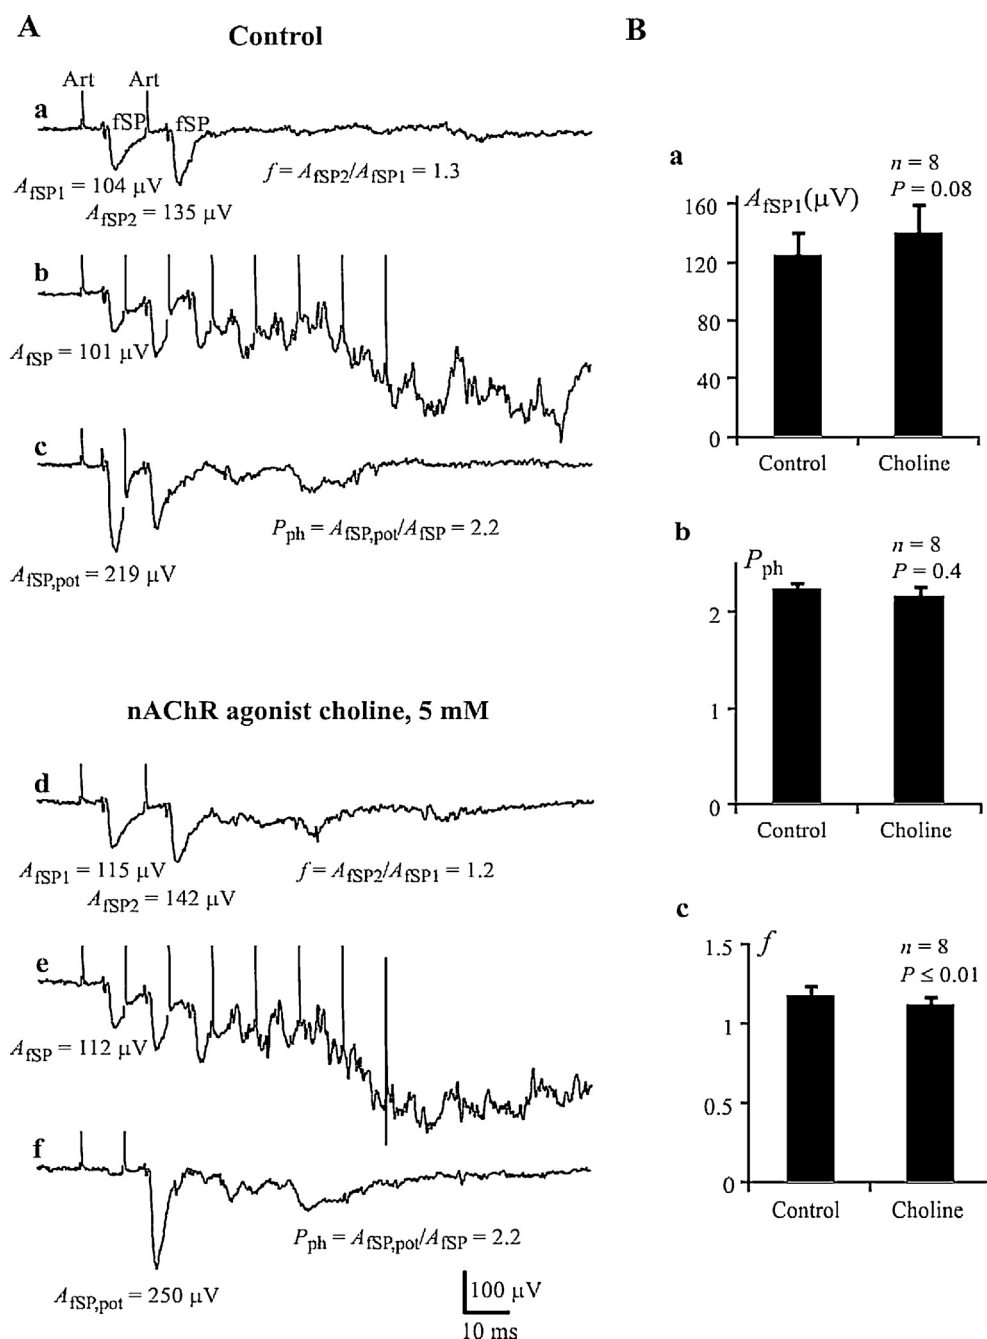 A
Control
Art Art
a
fSP fSP
A_fSP1 = 104 μV
f = A_fSP2/A_fSP1 = 1.3
A_fSP2 = 135 μV
b
A_fSP = 101 μV
c
P_ph = A_fSP,pot/A_fSP = 2.2
A_fSP,pot = 219 μV
nAChR agonist choline, 5 mM
d
A_fSP1 = 115 μV
f = A_fSP2/A_fSP1 = 1.2
A_fSP2 = 142 μV
e
A_fSP = 112 μV
f
P_ph = A_fSP,pot/A_fSP = 2.2
A_fSP,pot = 250 μV
100 μV
10 ms
B
a
n = 8
P = 0.08
A_fSP1(μV)
160
120
80
40
0
Control Choline
b
n = 8
P = 0.4
P_ph
2
1
0
Control Choline
c
n = 8
P ≤ 0.01
f
1.5
1
0.5
0
Control Choline